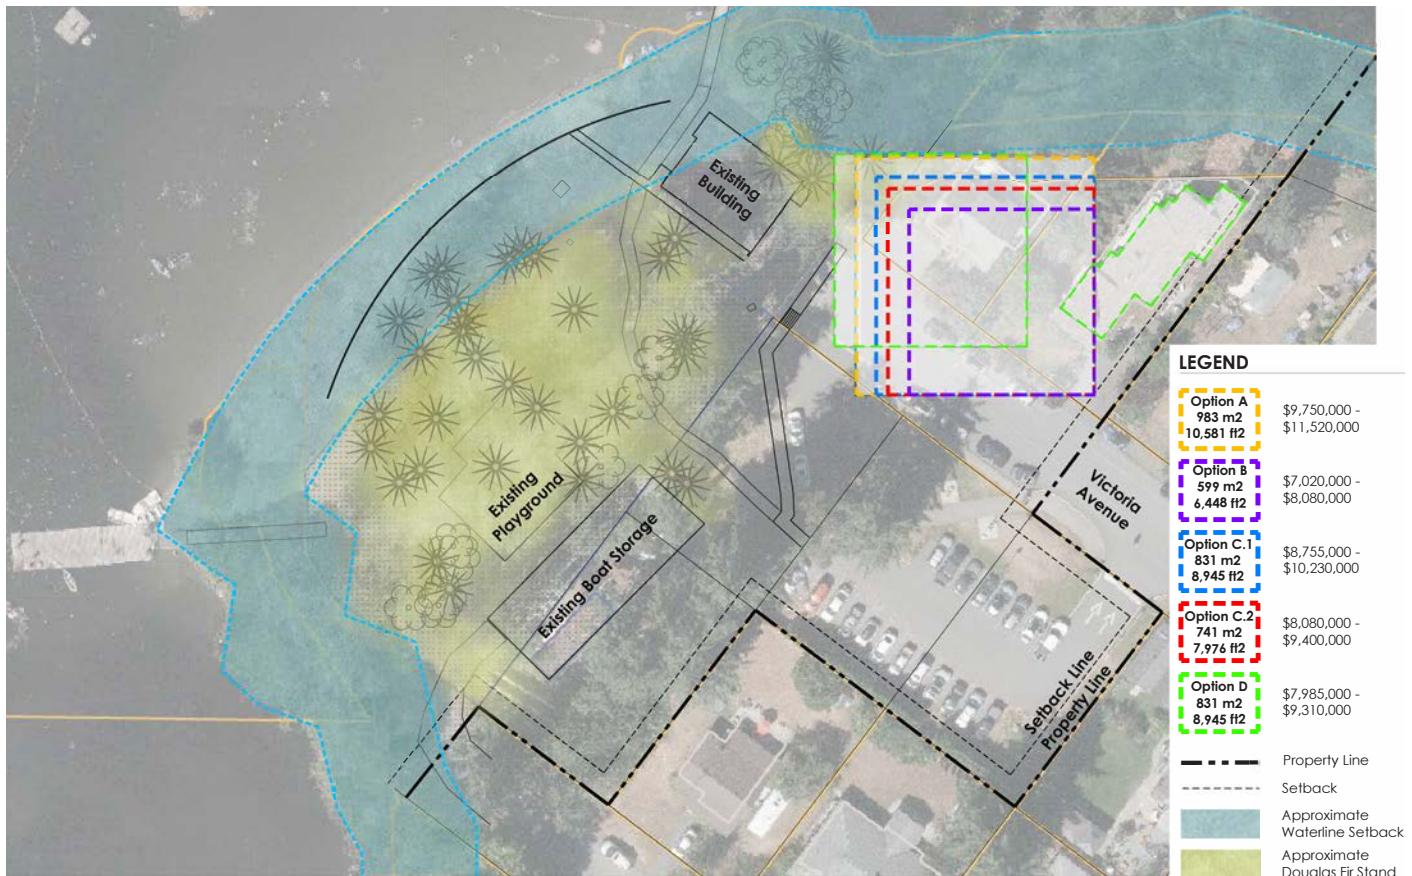 Existing
Building
Existing
Playground
Existing Boat Storage
Victoria
Avenue
Setback Line
Property Line
LEGEND
Option A
983 m2
10,581 ft2
$9,750,000 -
$11,520,000
Option B
599 m2
6,448 ft2
$7,020,000 -
$8,080,000
Option C.1
831 m2
8,945 ft2
$8,755,000 -
$10,230,000
Option C.2
741 m2
7,976 ft2
$8,080,000 -
$9,400,000
Option D
831 m2
8,945 ft2
$7,985,000 -
$9,310,000
Property Line
Setback
Approximate
Waterline Setback
Approximate
Douglas Fir Stand